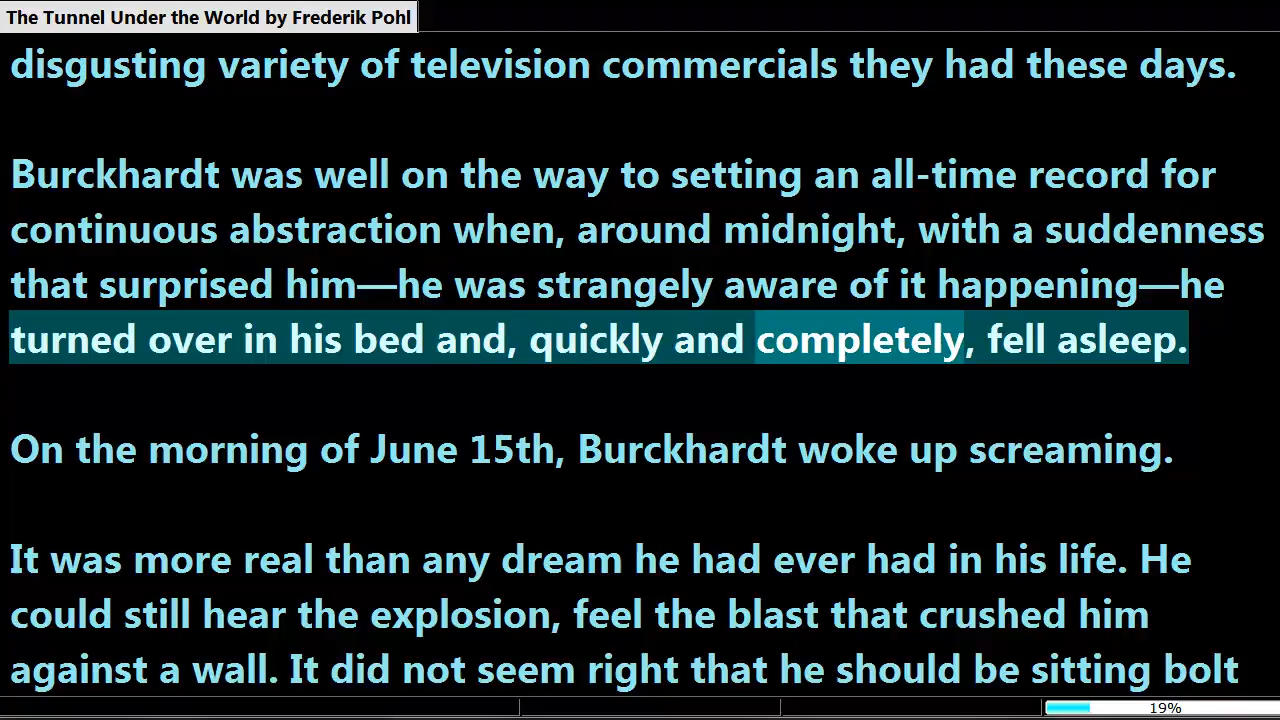 The Tunnel Under the World by Frederik Pohl
disgusting variety of television commercials they had these days.
Burckhardt was well on the way to setting an all-time record for
continuous abstraction when, around midnight, with a suddenness
that surprised him—he was strangely aware of it happening—he
turned over in his bed and, quickly and completely, fell asleep.
On the morning of June 15th, Burckhardt woke up screaming.
It was more real than any dream he had ever had in his life. He
could still hear the explosion, feel the blast that crushed him
against a wall. It did not seem right that he should be sitting bolt
19%